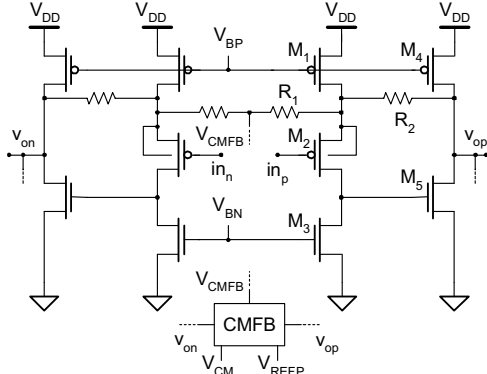 V_DD V_DD V_DD V_DD
V_BP M_1 M_4
R_1
V_CMFB M_2 R_2
v_on in_n in_p v_op
M_5
V_BN M_3
V_CMFB
CMFB
v_on v_op
V_CM V_REFP